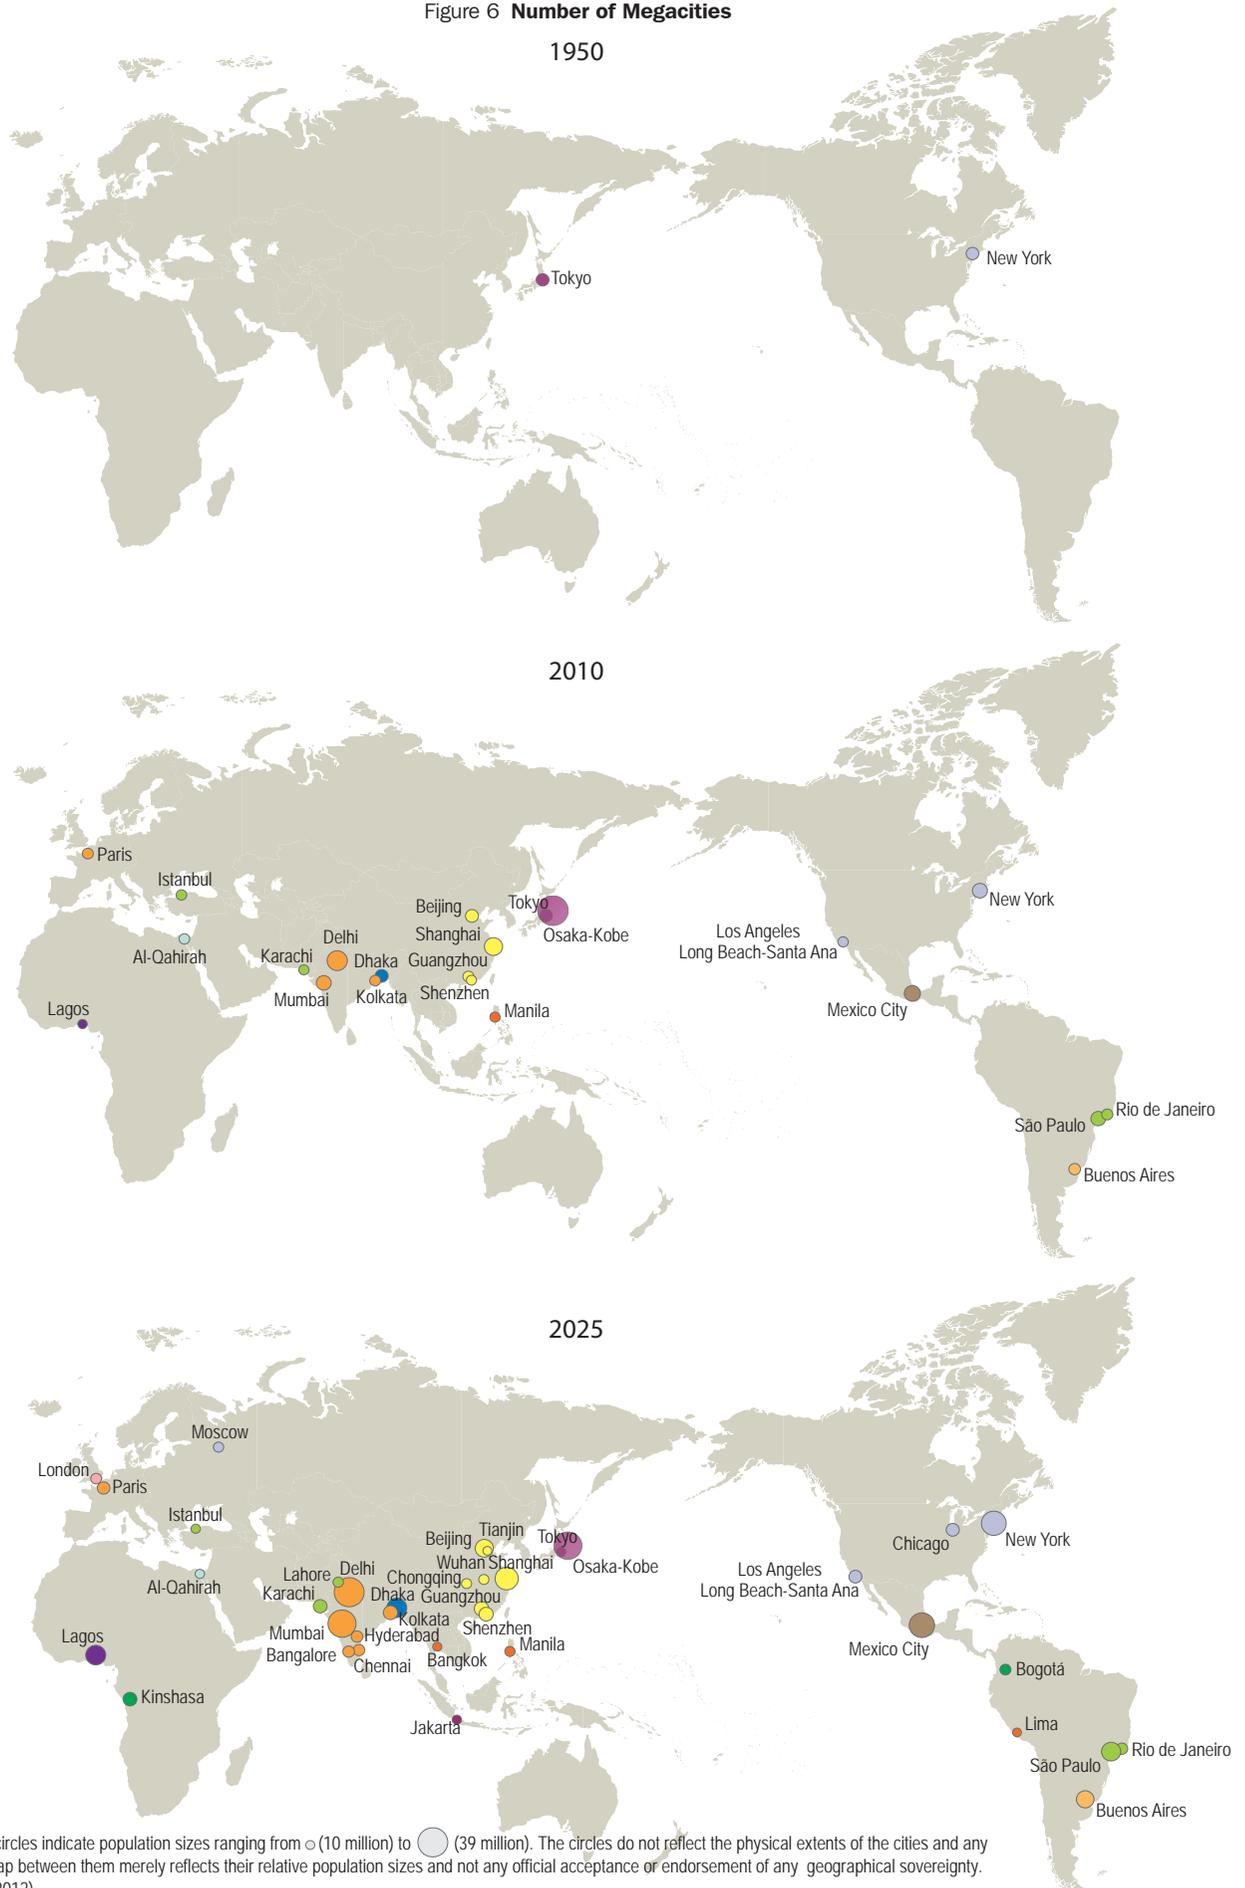 Figure 6 Number of Megacities
1950
New York
Tokyo
2010
Paris
Istanbul
Beijing
Tokyo
New York
Shanghai
Osaka-Kobe
Los Angeles
Long Beach-Santa Ana
Delhi
Al-Qahirah
Karachi
Dhaka
Guangzhou
Mumbai
Kolkata
Shenzhen
Lagos
Manila
Mexico City
Rio de Janeiro
São Paulo
Buenos Aires
2025
Moscow
London
Paris
Istanbul
Beijing
Tianjin
Tokyo
Chicago
New York
Wuhan
Shanghai
Osaka-Kobe
Los Angeles
Long Beach-Santa Ana
Al-Qahirah
Lahore
Delhi
Chongqing
Karachi
Dhaka
Guangzhou
Kolkata
Mumbai
Hyderabad
Shenzhen
Lagos
Manila
Mexico City
Bangalore
Chennai
Bangkok
Kinshasa
Bogotá
Jakarta
Lima
Rio de Janeiro
São Paulo
Buenos Aires
circles indicate population sizes ranging from (10 million) to (39 million). The circles do not reflect the physical extents of the cities and any
between them merely reflects their relative population sizes and not any official acceptance or endorsement of any geographical sovereignty.